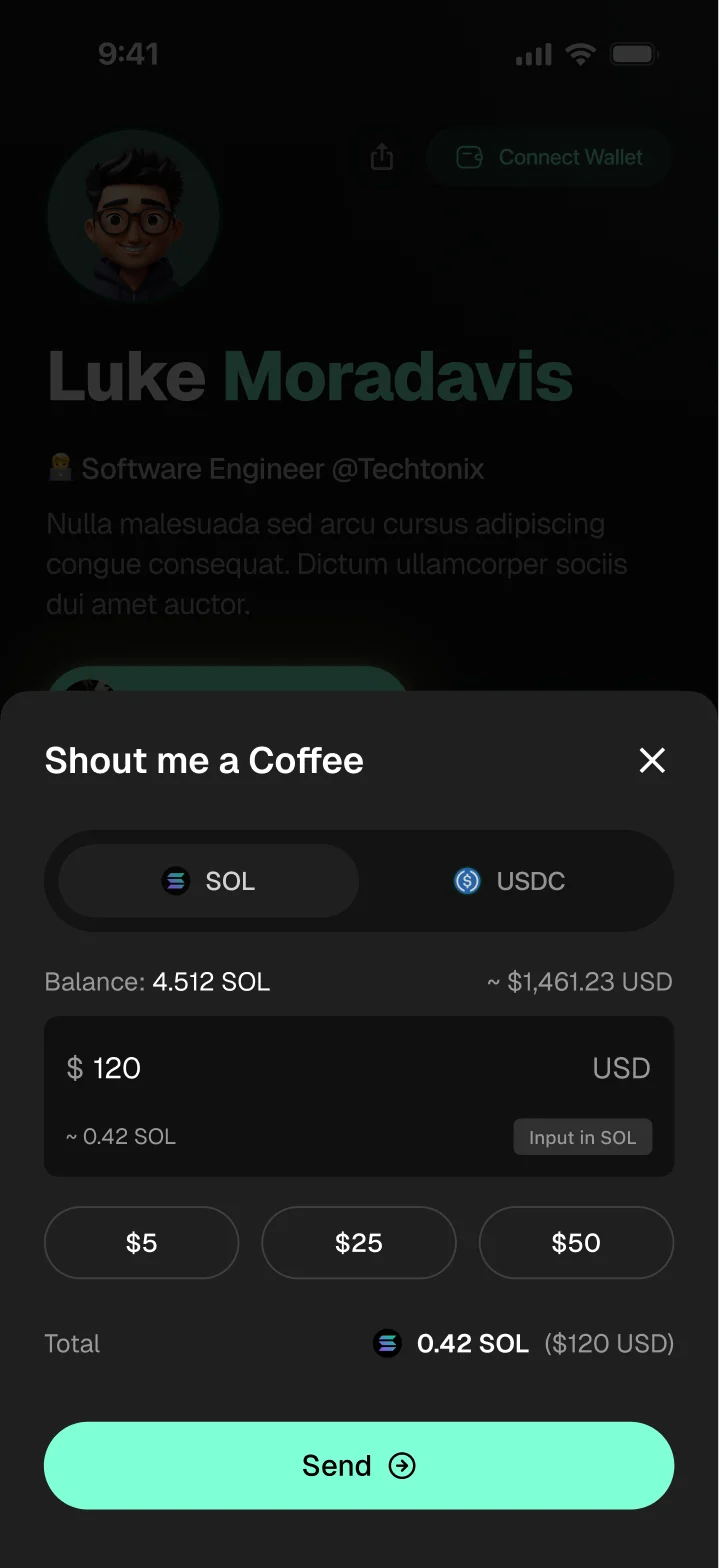 9:41
Connect Wallet
Luke Moradavis
Software Engineer @Techtonix
Nulla malesuada sed arcu cursus adipiscing
congue consequat. Dictum ullamcorper sociis
dui amet auctor.
Shout me a Coffee
SOL USDC
Balance: 4.512 SOL ~ $1,461.23 USD
$ 120 USD
~ 0.42 SOL Input in SOL
$5 $25 $50
Total 0.42 SOL ($120 USD)
Send